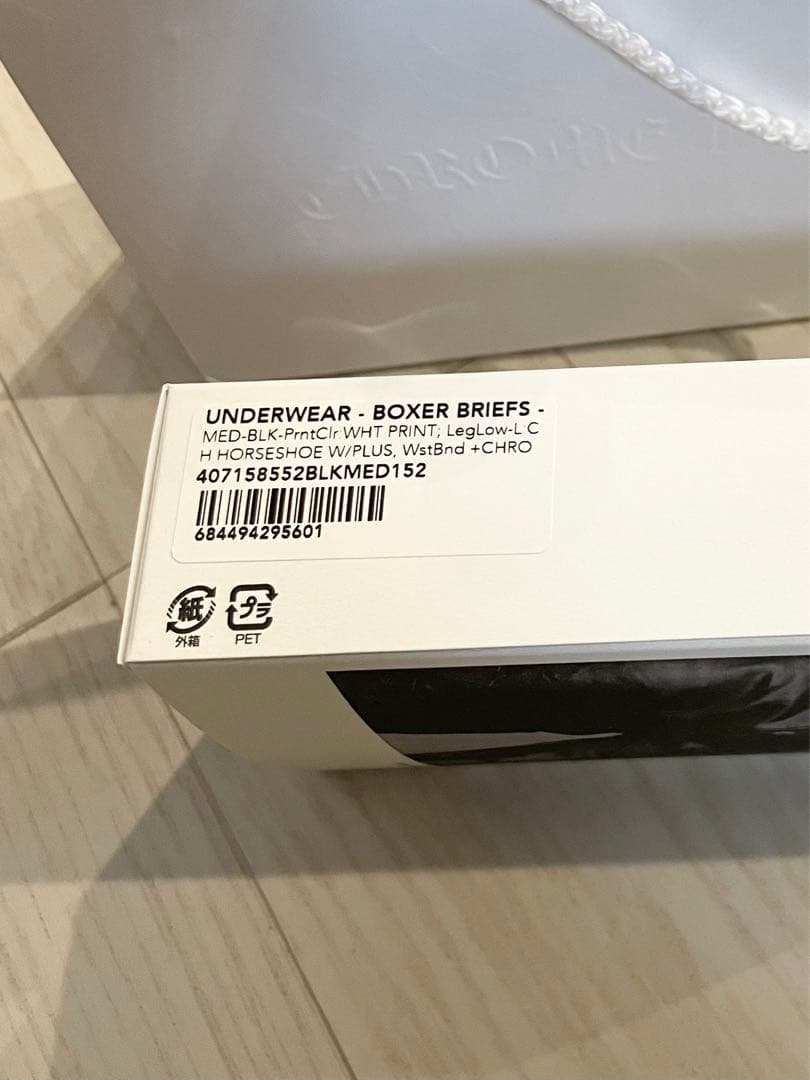 CHROME
UNDERWEAR - BOXER BRIEFS -
MED-BLK-PrntClr WHT PRINT; LegLow-L C
H HORSESHOE W/PLUS, WstBnd +CHRO
407158552BLKMED152
684494295601
紙 プラ
外箱 PET